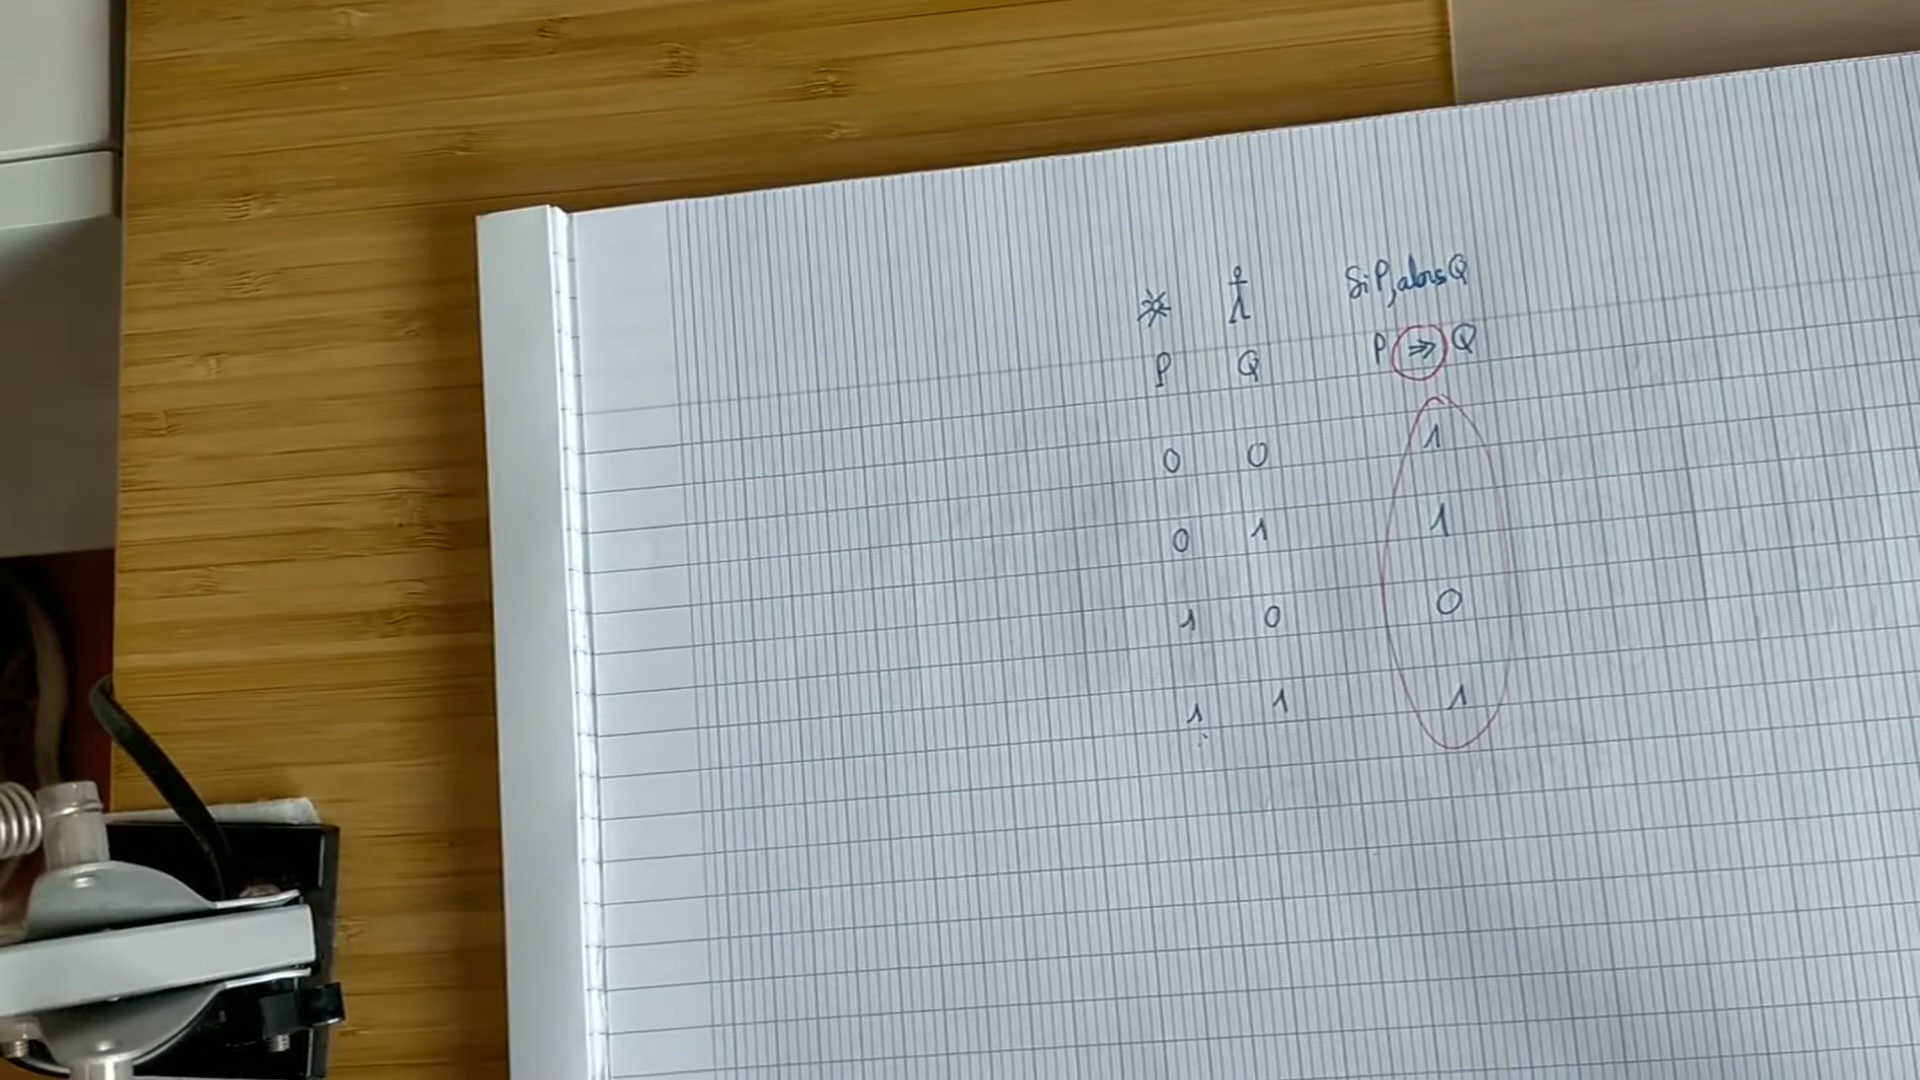 Si P, alors Q
P Q P ⇒ Q
0 0 1
0 1 1
1 0 0
1 1 1